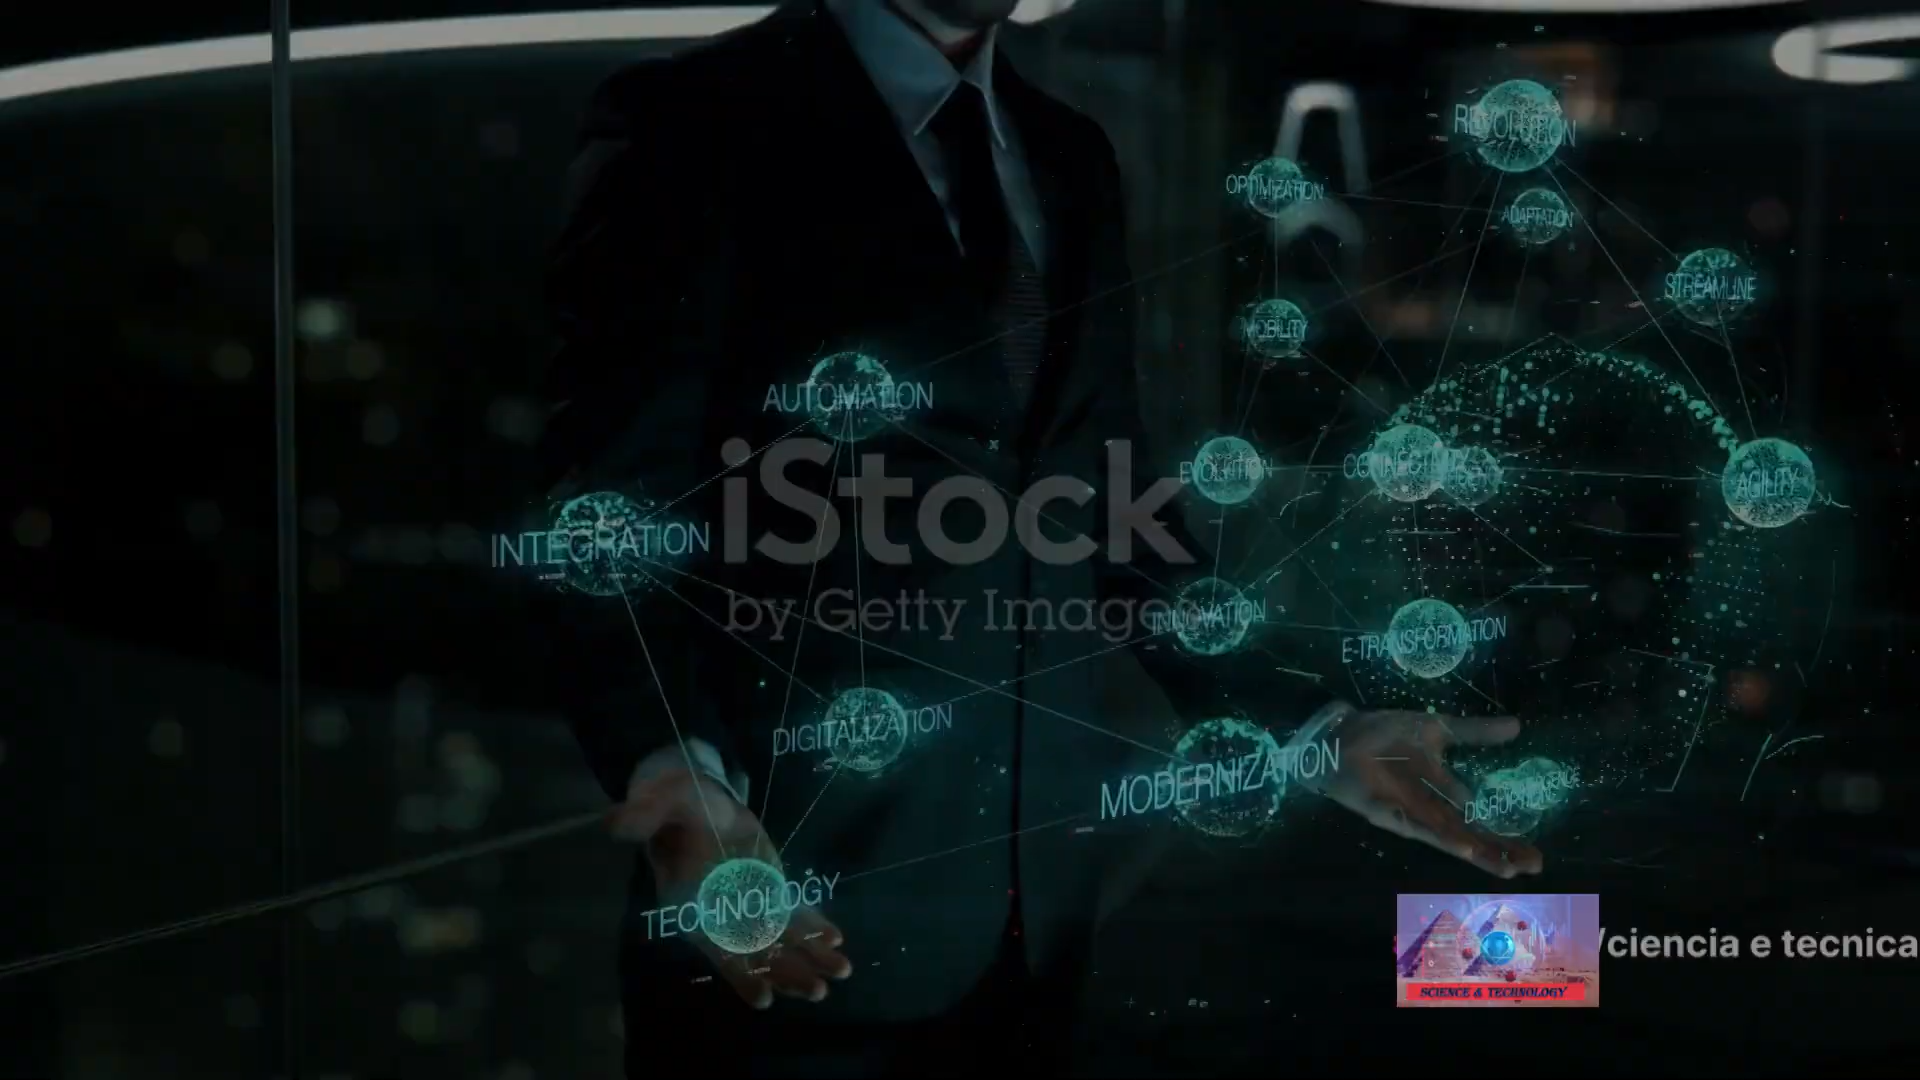 REVOLUTION
OPTIMIZATION
ADAPTATION
STREAMLINE
MOBILITY
AUTOMATION
EVOLUTION
CONNECTIVITY
AGILITY
INTEGRATION
iStock
by Getty Images
INNOVATION
E-TRANSFORMATION
DIGITALIZATION
MODERNIZATION
DISRUPTION
TECHNOLOGY
/ciencia e tecnica
SCIENCE & TECHNOLOGY